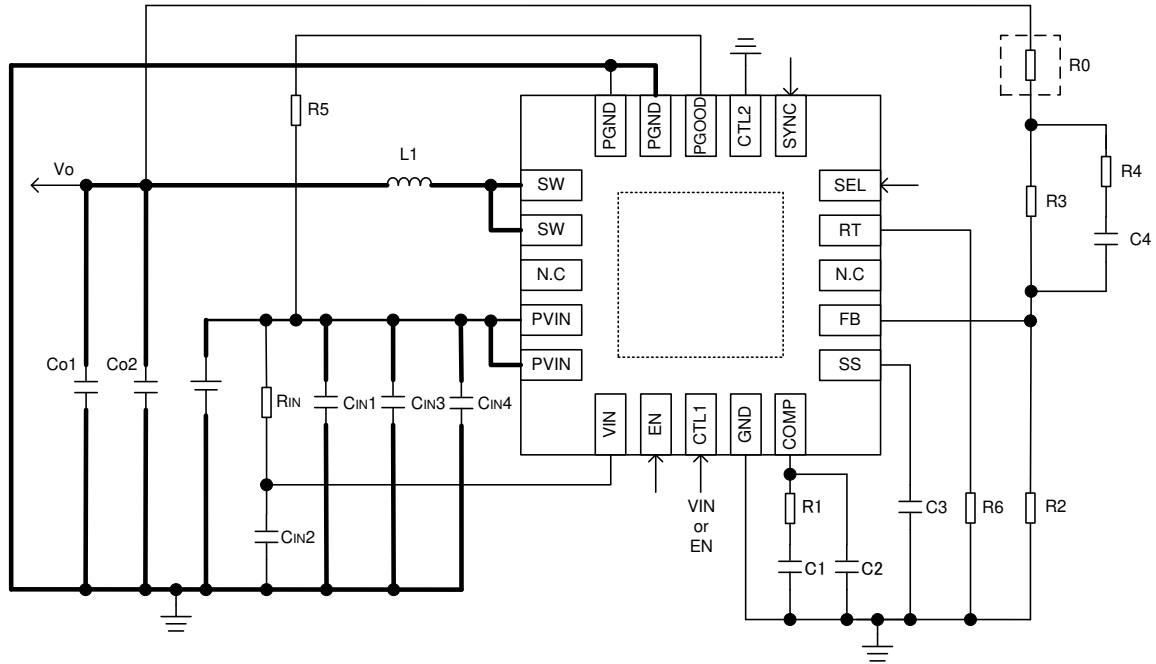 R0
R5
PGND
PGND
PGOOD
CTL2
SYNC
L1
Vo
SW
SEL
R4
R3
SW
RT
C4
N.C
N.C
PVIN
FB
Co1
Co2
PVIN
SS
RIN
CIN1
CIN3
CIN4
VIN
EN
CTL1
GND
COMP
VIN
or
EN
R1
C3
R6
R2
CIN2
C1
C2